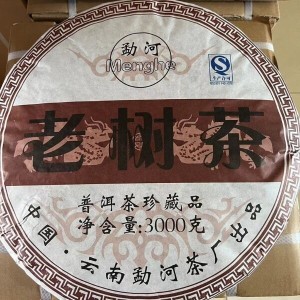 勐河
Menghe
老树茶
普洱茶珍藏品
净含量:3000克
中国·云南勐河茶厂出品